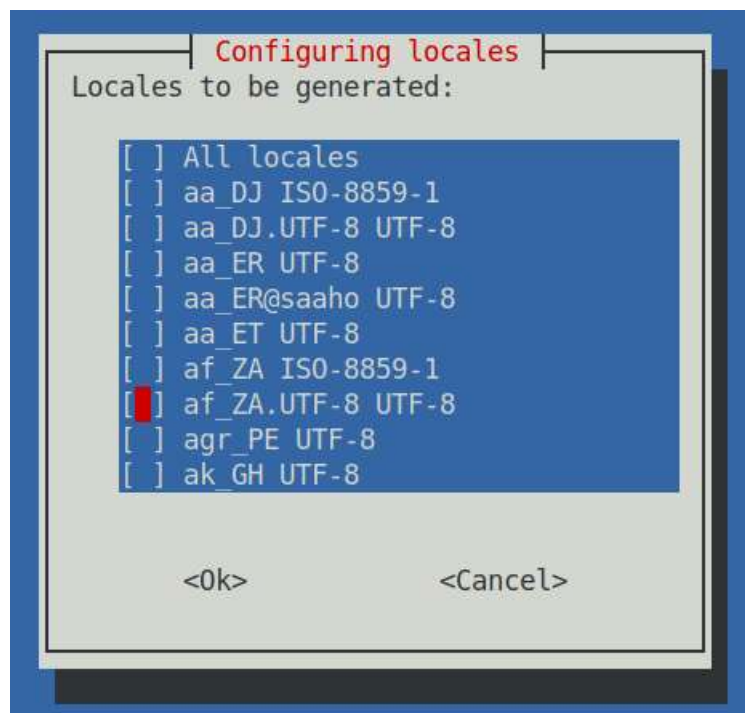 Configuring locales
Locales to be generated:
[ ] All locales
[ ] aa_DJ ISO-8859-1
[ ] aa_DJ.UTF-8 UTF-8
[ ] aa_ER UTF-8
[ ] aa_ER@saaho UTF-8
[ ] aa_ET UTF-8
[ ] af_ZA ISO-8859-1
[ ] af_ZA.UTF-8 UTF-8
[ ] agr_PE UTF-8
[ ] ak_GH UTF-8
<Ok> <Cancel>